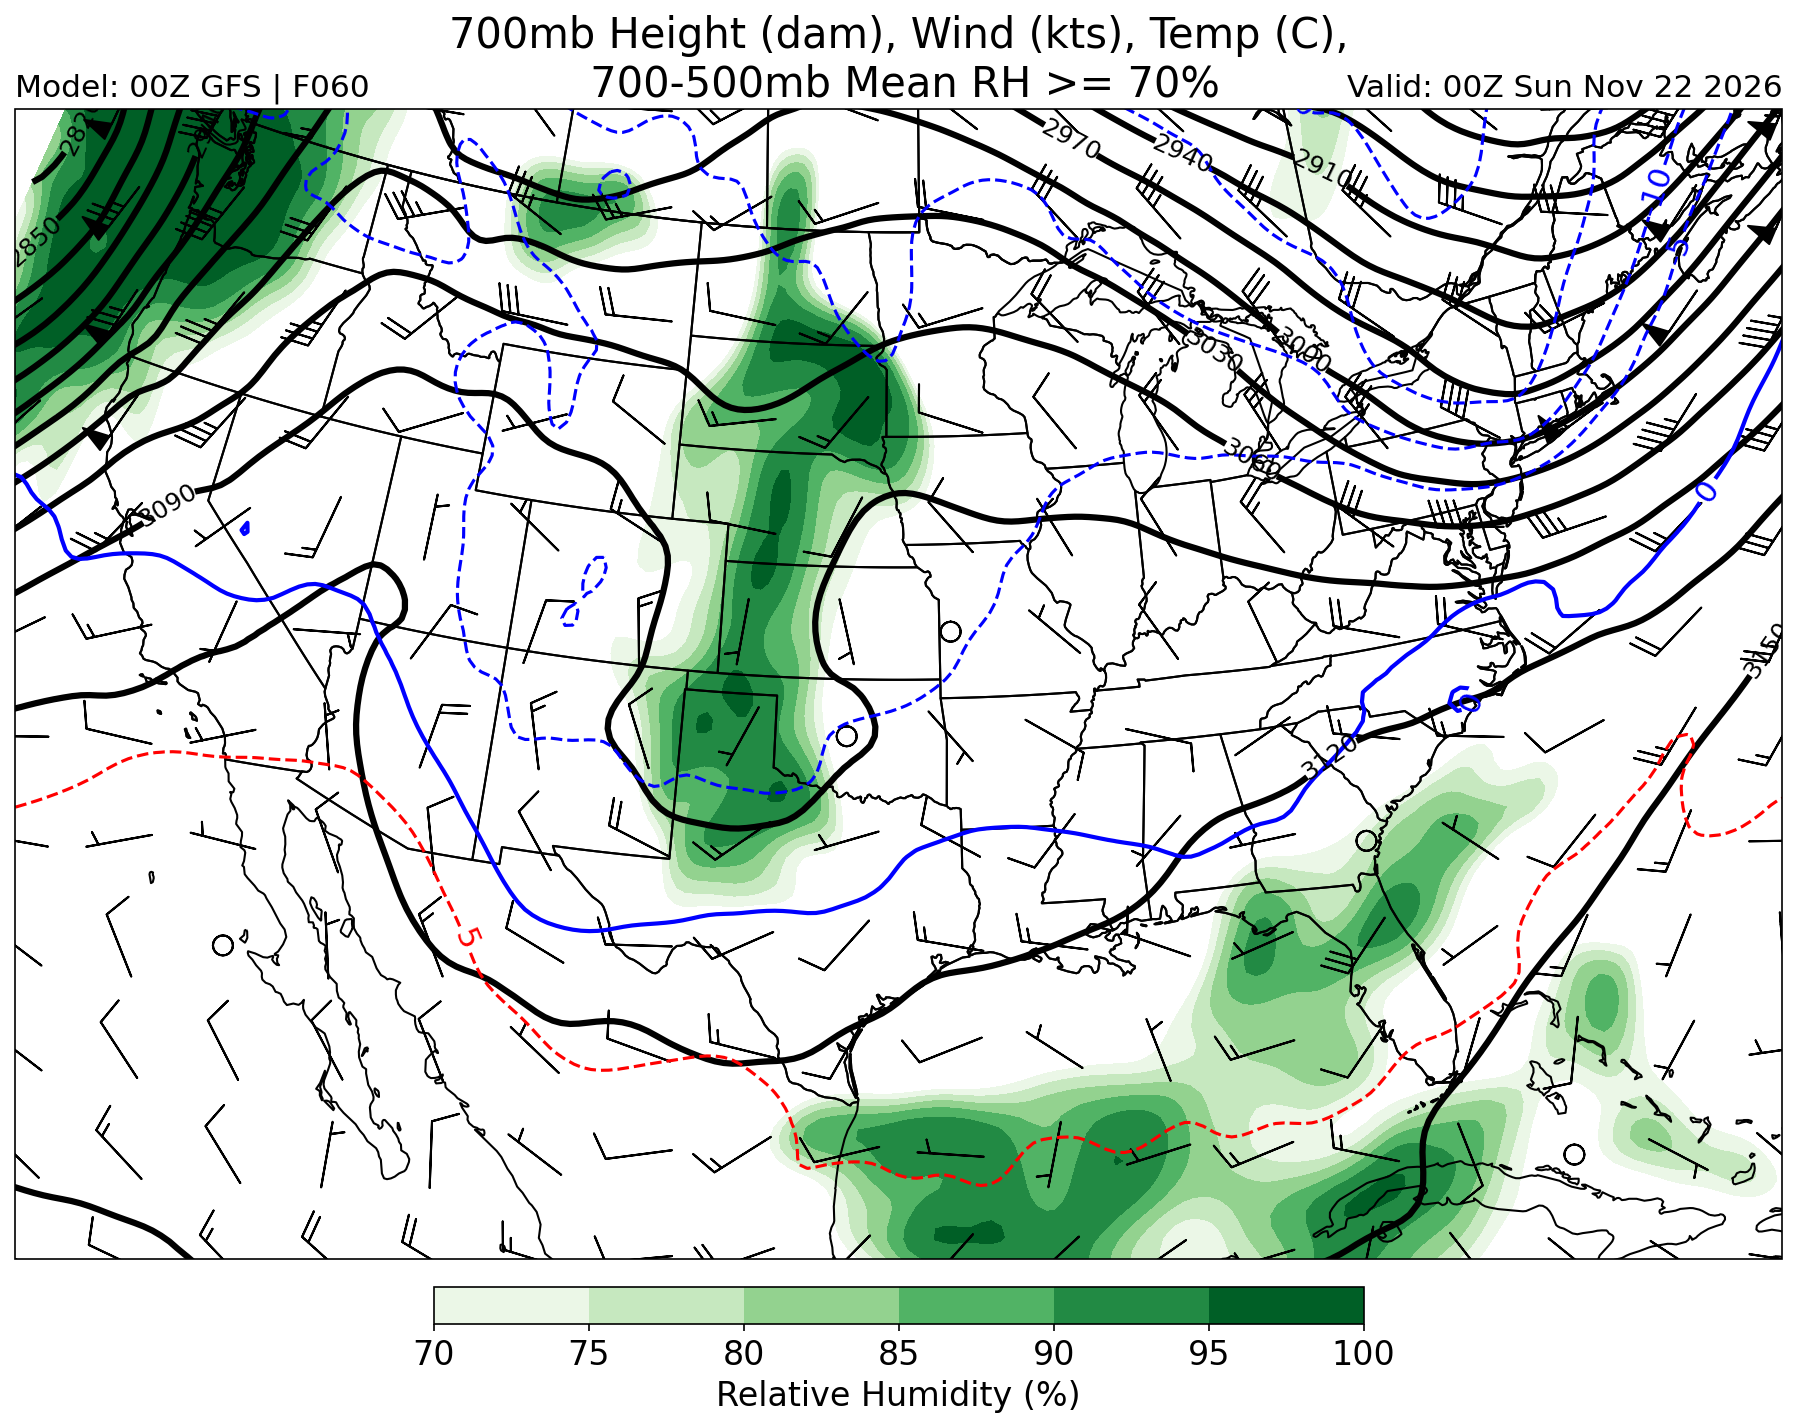 700mb Height (dam), Wind (kts), Temp (C),
700-500mb Mean RH >= 70%
Model: 00Z GFS | F060
Valid: 00Z Sun Nov 22 2026
2970
2940
2910
2850
10
5
3030
3000
3060
3090
0
3150
3120
0
5
70 75 80 85 90 95 100
Relative Humidity (%)